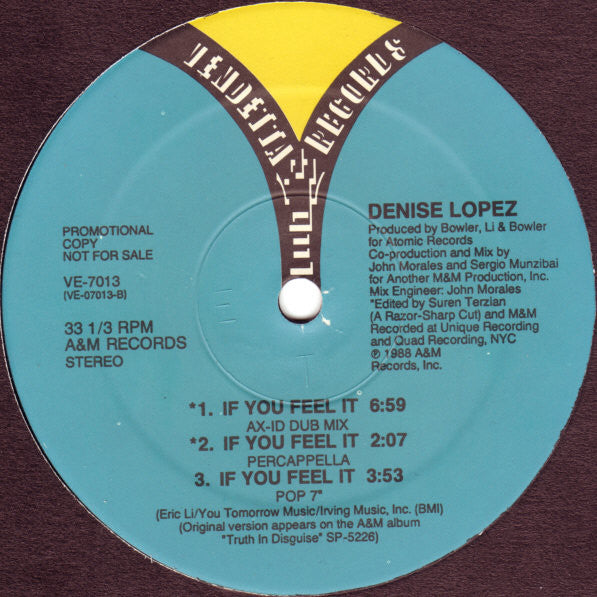 VENDETTA RECORDS
DENISE LOPEZ
Produced by Bowler, Li & Bowler
for Atomic Records
Co-production and Mix by
John Morales and Sergio Munzibai
for Another M&M Production, Inc.
Mix Engineer: John Morales
*Edited by Suren Terzian
(A Razor-Sharp Cut) and M&M
Recorded at Unique Recording
and Quad Recording, NYC
℗ 1988 A&M
Records, Inc.
PROMOTIONAL
COPY
NOT FOR SALE
VE-7013
(VE-07013-B)
33 1/3 RPM
A&M RECORDS
STEREO
*1. IF YOU FEEL IT 6:59
AX-ID DUB MIX
*2. IF YOU FEEL IT 2:07
PERCAPPELLA
3. IF YOU FEEL IT 3:53
POP 7"
(Eric Li/You Tomorrow Music/Irving Music, Inc. (BMI)
(Original version appears on the A&M album
"Truth In Disguise" SP-5226)